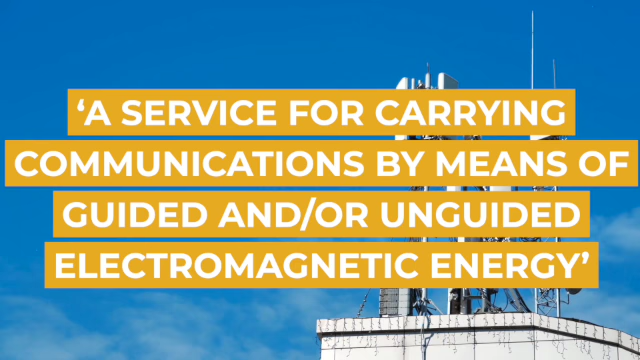 ‘A SERVICE FOR CARRYING
COMMUNICATIONS BY MEANS OF
GUIDED AND/OR UNGUIDED
ELECTROMAGNETIC ENERGY’